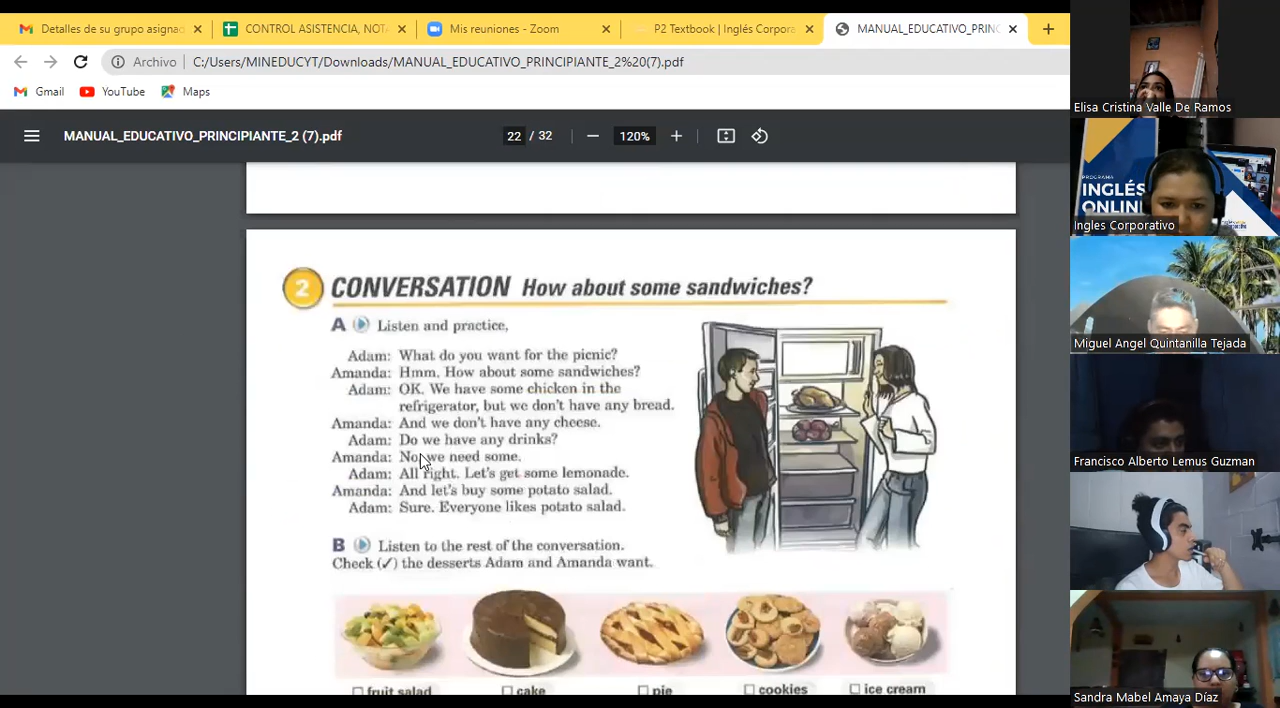 Detalles de su grupo asignad
CONTROL ASISTENCIA, NOT
Mis reuniones - Zoom
P2 Textbook | Inglés Corpora
MANUAL_EDUCATIVO_PRINC
Archivo
C:/Users/MINEDUCYT/Downloads/MANUAL_EDUCATIVO_PRINCIPIANTE_2%20(7).pdf
Gmail
YouTube
Maps
MANUAL_EDUCATIVO_PRINCIPIANTE_2 (7).pdf
22 / 32
120%
2 CONVERSATION How about some sandwiches?
A Listen and practice,
Adam: What do you want for the picnic?
Amanda: Hmm. How about some sandwiches?
Adam: OK. We have some chicken in the
refrigerator, but we don't have any bread.
Amanda: And we don't have any cheese.
Adam: Do we have any drinks?
Amanda: No, we need some.
Adam: All right. Let's get some lemonade.
Amanda: And let's buy some potato salad.
Adam: Sure. Everyone likes potato salad.
B Listen to the rest of the conversation.
Check (✓) the desserts Adam and Amanda want.
fruit salad
cake
pie
cookies
ice cream
Elisa Cristina Valle De Ramos
PROGRAMA
INGLÉS
ONLINE
Ingles Corporativo
Miguel Angel Quintanilla Tejada
Francisco Alberto Lemus Guzman
Sandra Mabel Amaya Díaz